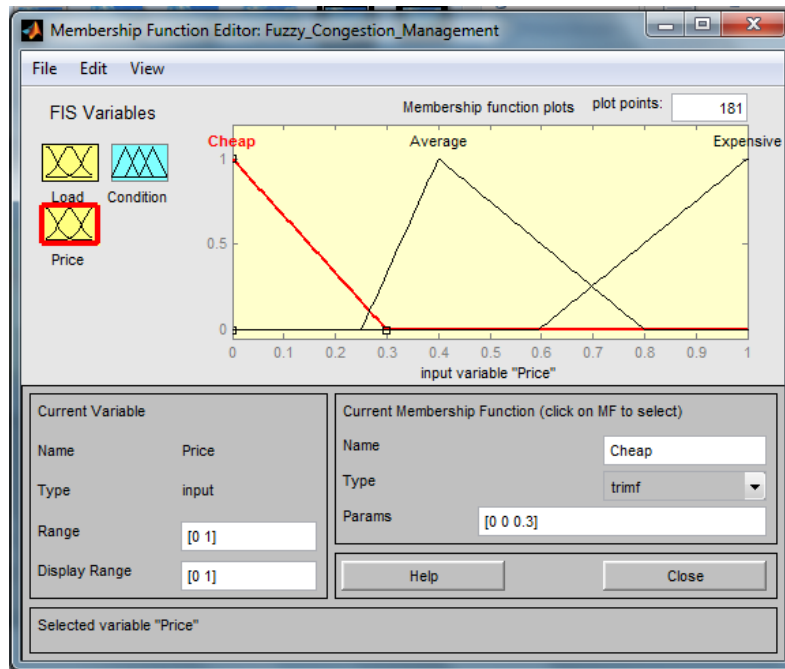 Membership Function Editor: Fuzzy_Congestion_Management
File Edit View
FIS Variables
Membership function plots plot points: 181
Load Condition
Price
Cheap Average Expensive
1
0.5
0
0 0.1 0.2 0.3 0.4 0.5 0.6 0.7 0.8 0.9 1
input variable "Price"
Current Variable
Name Price
Type input
Range [0 1]
Display Range [0 1]
Current Membership Function (click on MF to select)
Name Cheap
Type trimf
Params [0 0 0.3]
Help Close
Selected variable "Price"